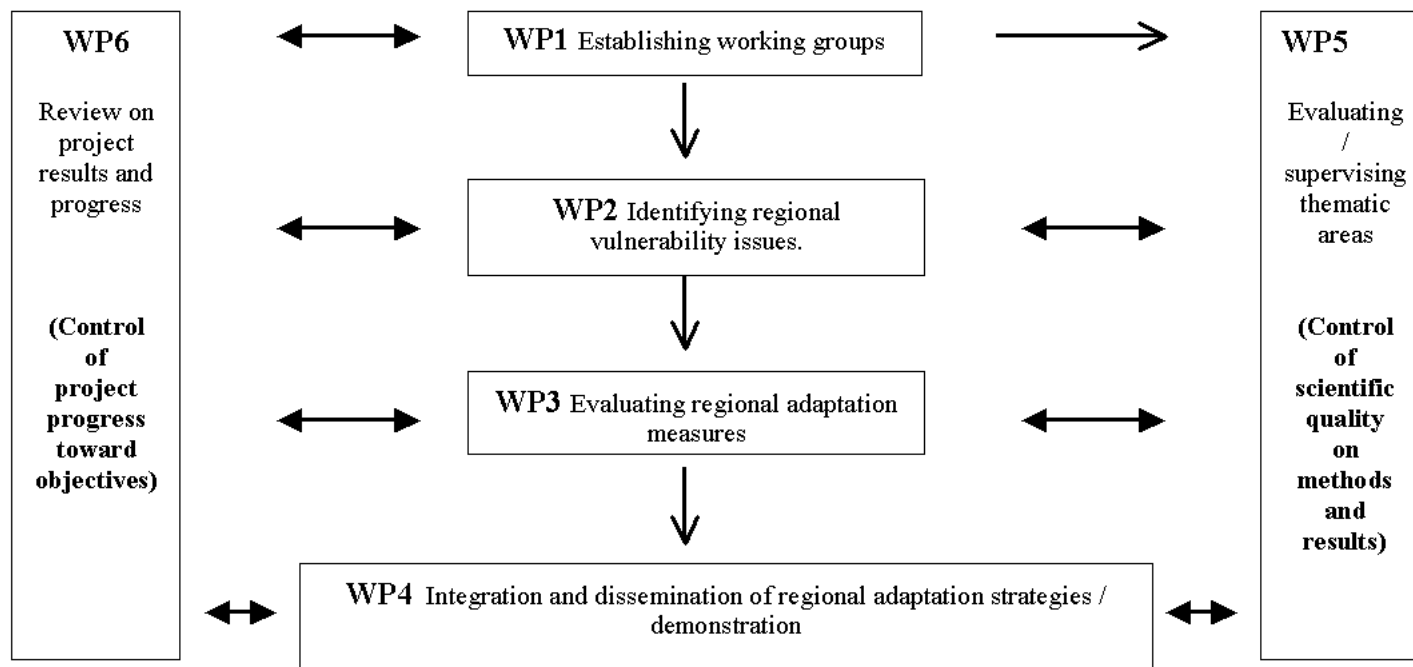 WP6
Review on
project
results and
progress
(Control
of
project
progress
toward
objectives)
WP1 Establishing working groups
WP2 Identifying regional
vulnerability issues.
WP3 Evaluating regional adaptation
measures
WP4 Integration and dissemination of regional adaptation strategies /
demonstration
WP5
Evaluating
/
supervising
thematic
areas
(Control
of
scientific
quality
on
methods
and
results)